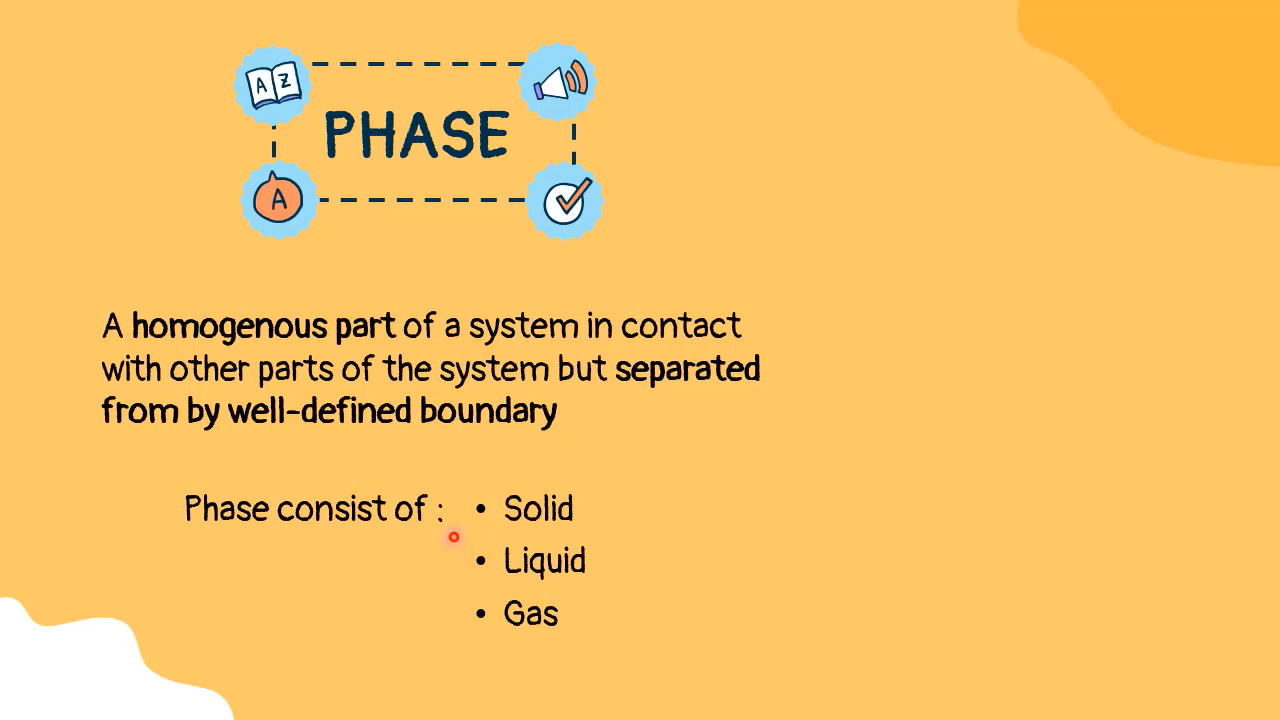 A Z
PHASE
A
A homogenous part of a system in contact
with other parts of the system but separated
from by well-defined boundary
Phase consist of :
• Solid
• Liquid
• Gas